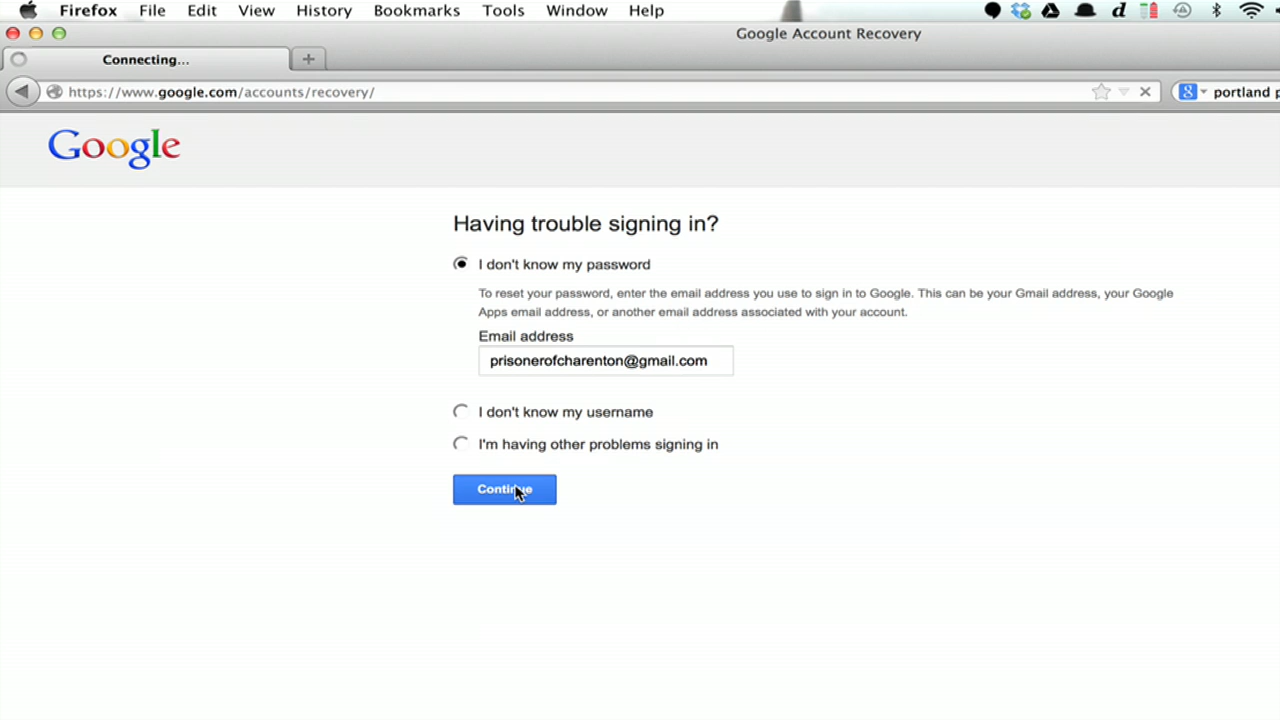 Firefox File Edit View History Bookmarks Tools Window Help
Google Account Recovery
Connecting...
https://www.google.com/accounts/recovery/
portland p
Google
Having trouble signing in?
I don't know my password
To reset your password, enter the email address you use to sign in to Google. This can be your Gmail address, your Google
Apps email address, or another email address associated with your account.
Email address
prisonerofcharenton@gmail.com
I don't know my username
I'm having other problems signing in
Continue